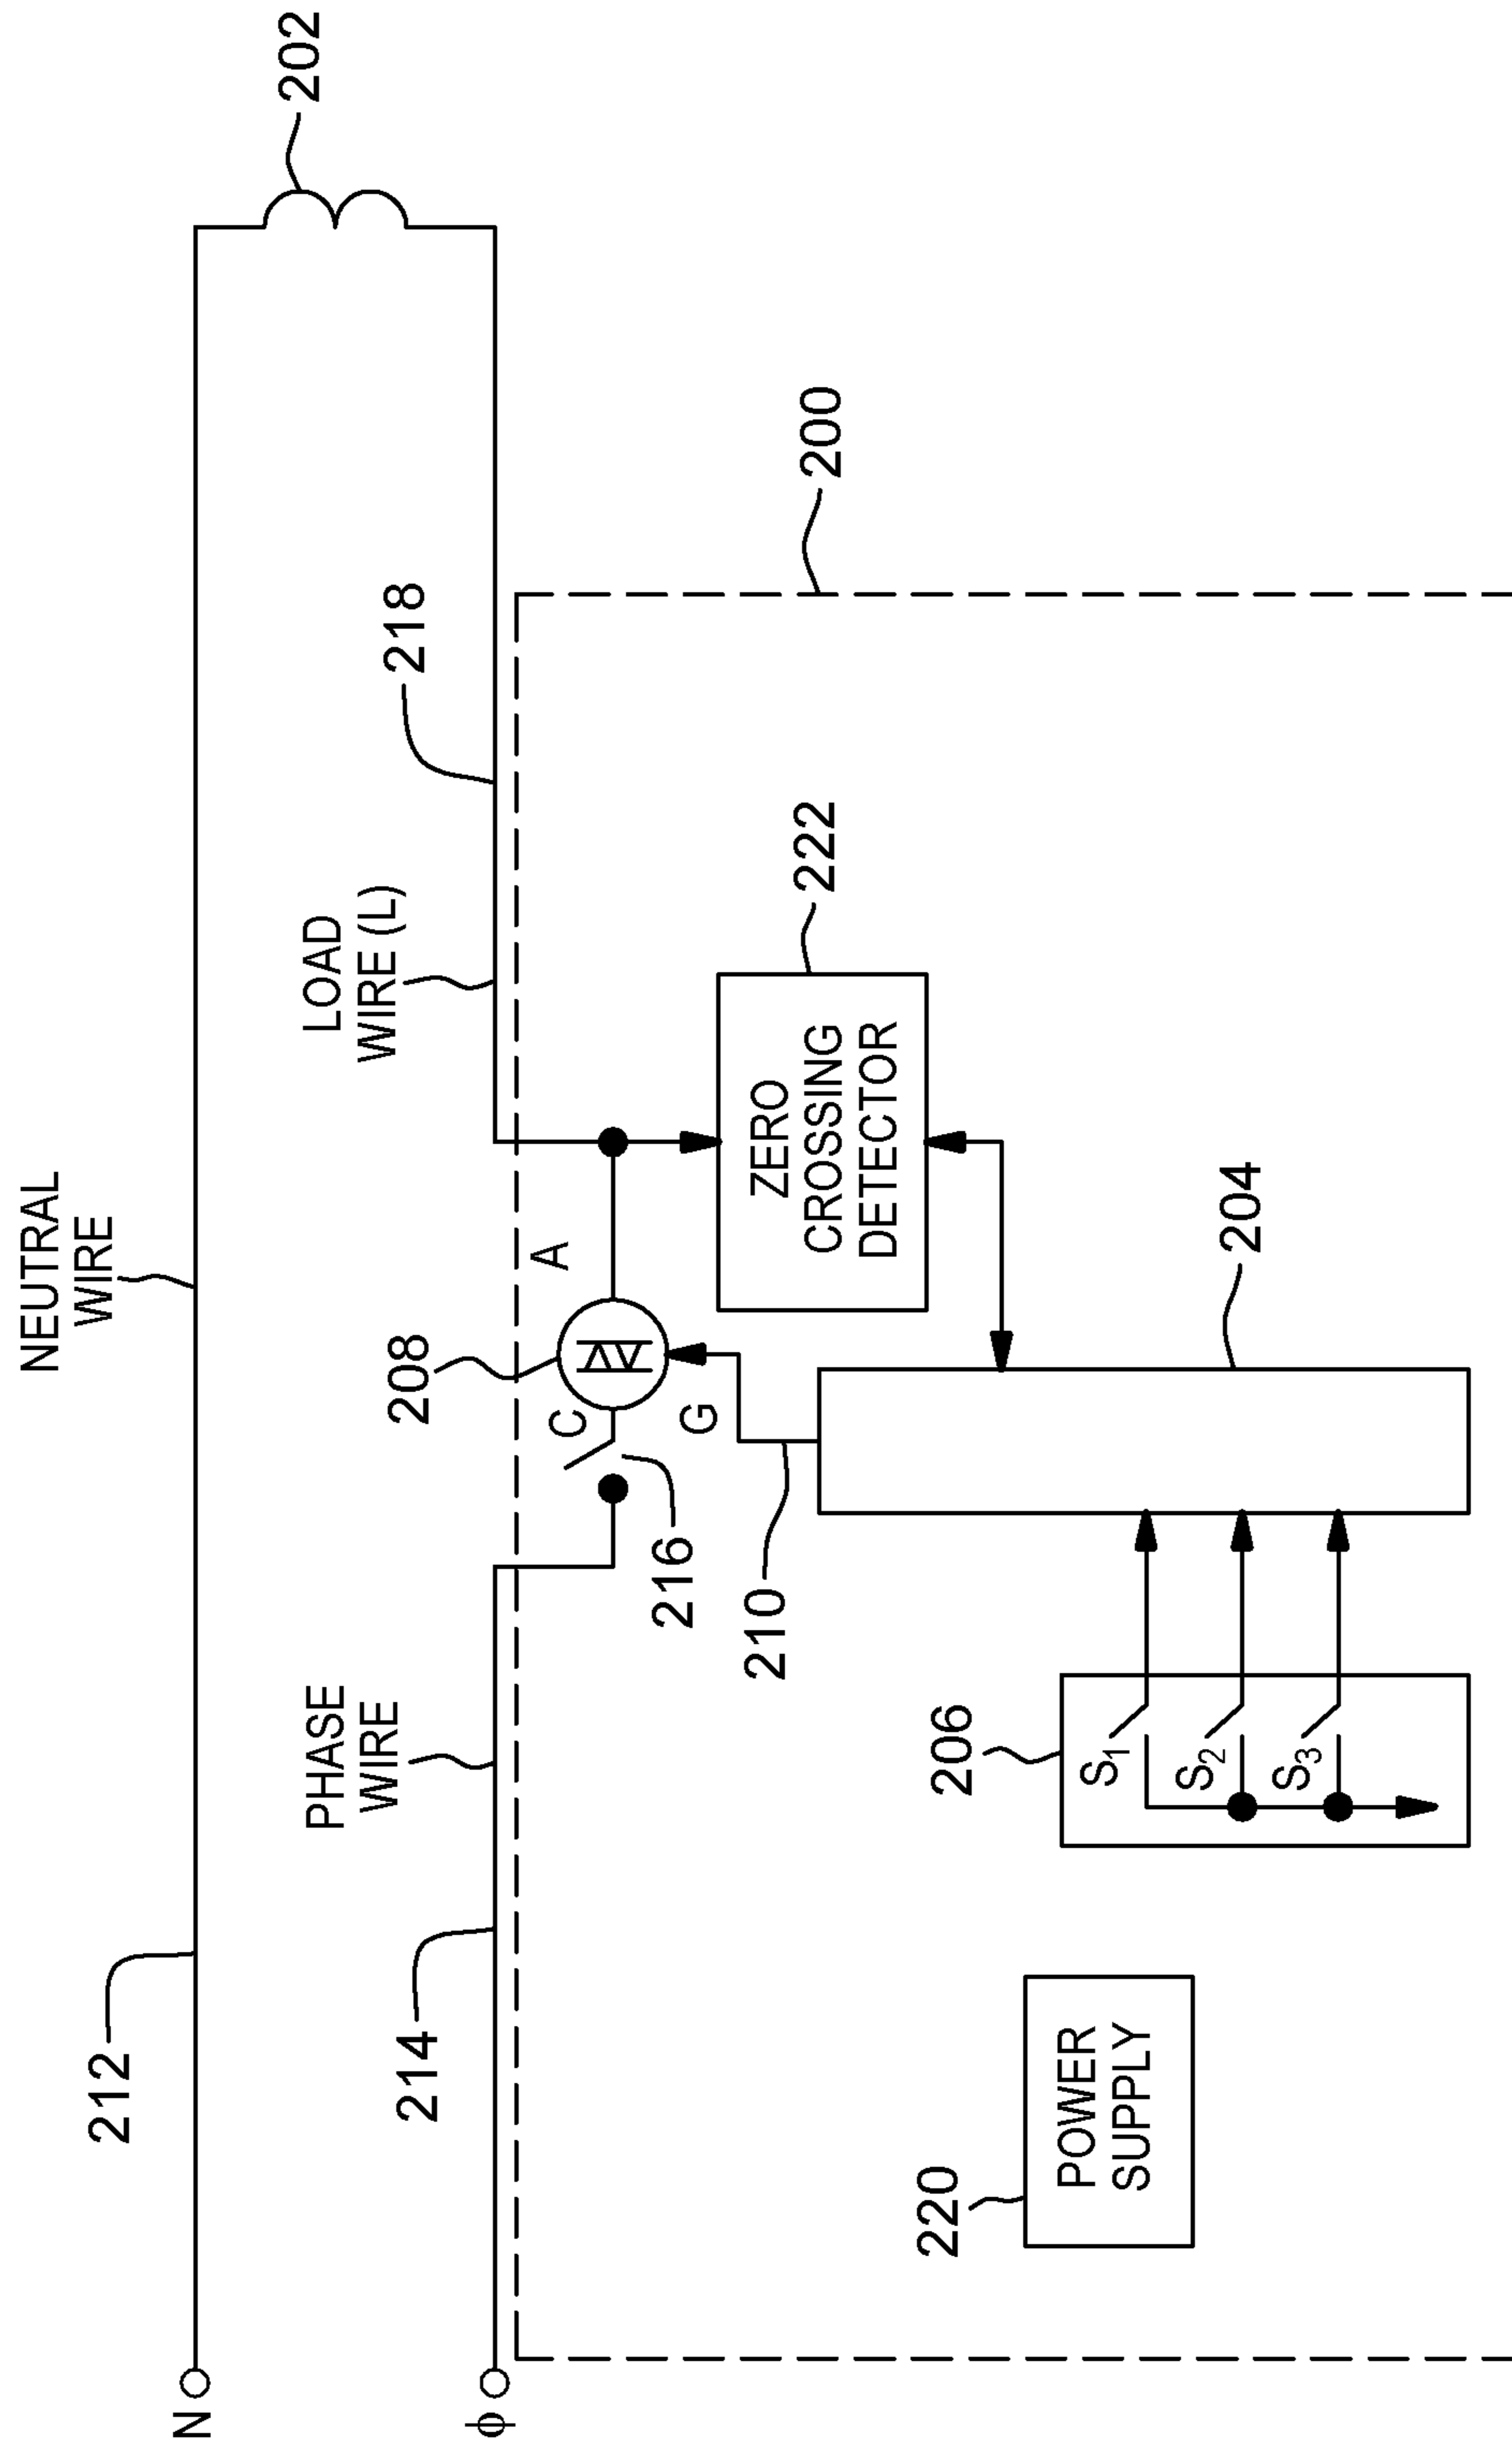 NEUTRAL
WIRE
212
N
202
PHASE
WIRE
214
ϕ
LOAD
WIRE (L)
218
208
C
A
G
216
210
200
ZERO
CROSSING
DETECTOR
222
204
206
S1
S2
S3
220
POWER
SUPPLY